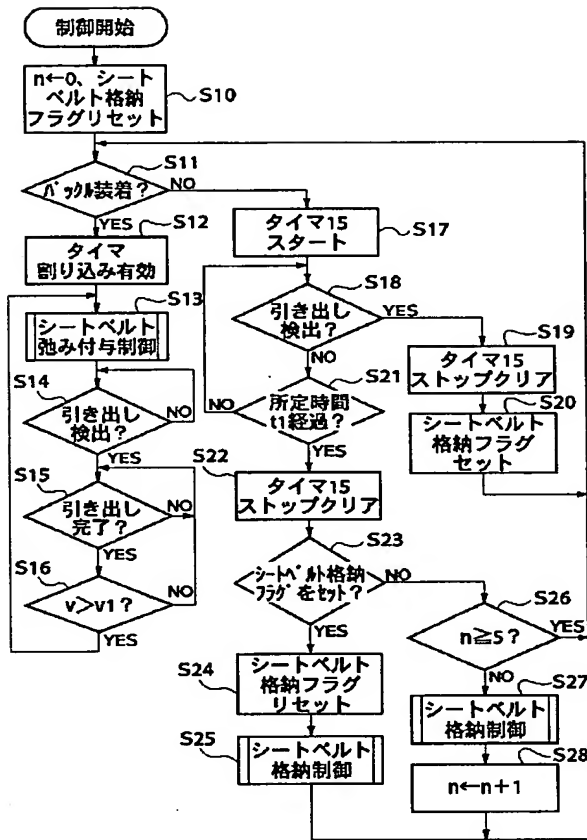 制御開始
n←0、シート
ベルト格納
フラグリセット
S10
S11
バックル装着？
NO
YES
S12
タイマ
割り込み有効
S13
シートベルト
弛み付与制御
S14
引き出し
検出？
NO
YES
S15
引き出し
完了？
NO
YES
S16
v>v1？
NO
YES
タイマ15
スタート
S17
S18
引き出し
検出？
YES
NO
S19
タイマ15
ストップクリア
S20
シートベルト
格納フラグ
セット
S21
所定時間
t1経過？
NO
YES
S22
タイマ15
ストップクリア
S23
シートベルト格納
フラグをセット？
NO
YES
S24
シートベルト
格納フラグ
リセット
S25
シートベルト
格納制御
S26
n≧5？
YES
NO
S27
シートベルト
格納制御
S28
n←n+1